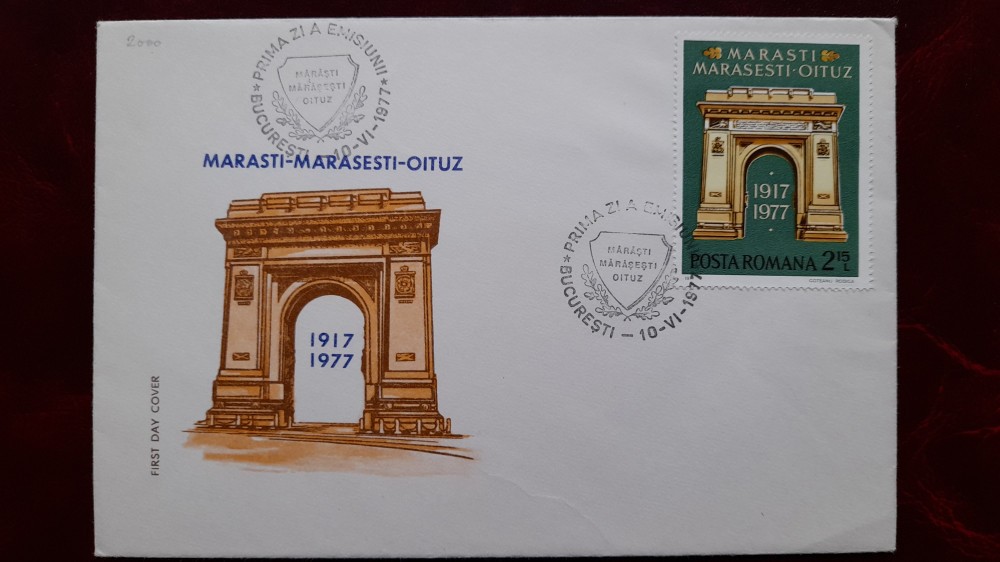 2000
PRIMA ZI A EMISIUNII
MĂRĂȘTI
MĂRĂȘEȘTI
OITUZ
★ BUCUREȘTI – 10-VI-1977 ★
MARASTI-MARASESTI-OITUZ
1917
1977
FIRST DAY COVER
MARASTI
MARASESTI·OITUZ
1917
1977
POSTA ROMANA 2 15 L
PRIMA ZI A EMISIUNII
MĂRĂȘTI
MĂRĂȘEȘTI
OITUZ
★ BUCUREȘTI – 10-VI-1977